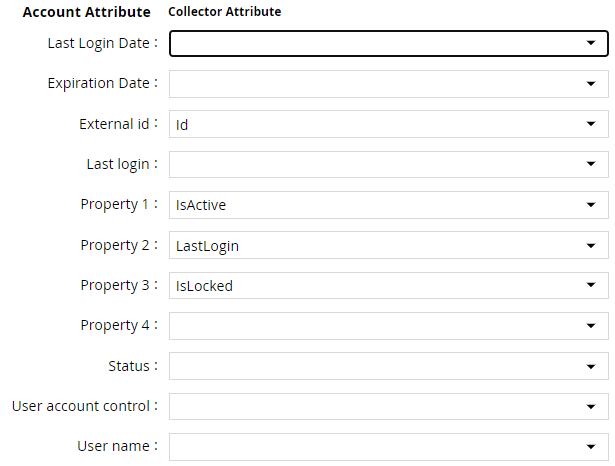 Account Attribute Collector Attribute
Last Login Date :
Expiration Date :
External id : Id
Last login :
Property 1 : IsActive
Property 2 : LastLogin
Property 3 : IsLocked
Property 4 :
Status :
User account control :
User name :